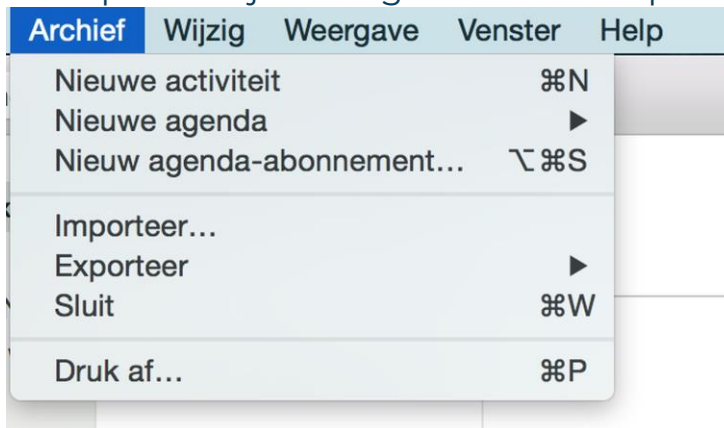 Archief Wijzig Weergave Venster Help
Nieuwe activiteit ⌘N
Nieuwe agenda ▶
Nieuw agenda-abonnement... ⌥⌘S
Importeer...
Exporteer ▶
Sluit ⌘W
Druk af... ⌘P